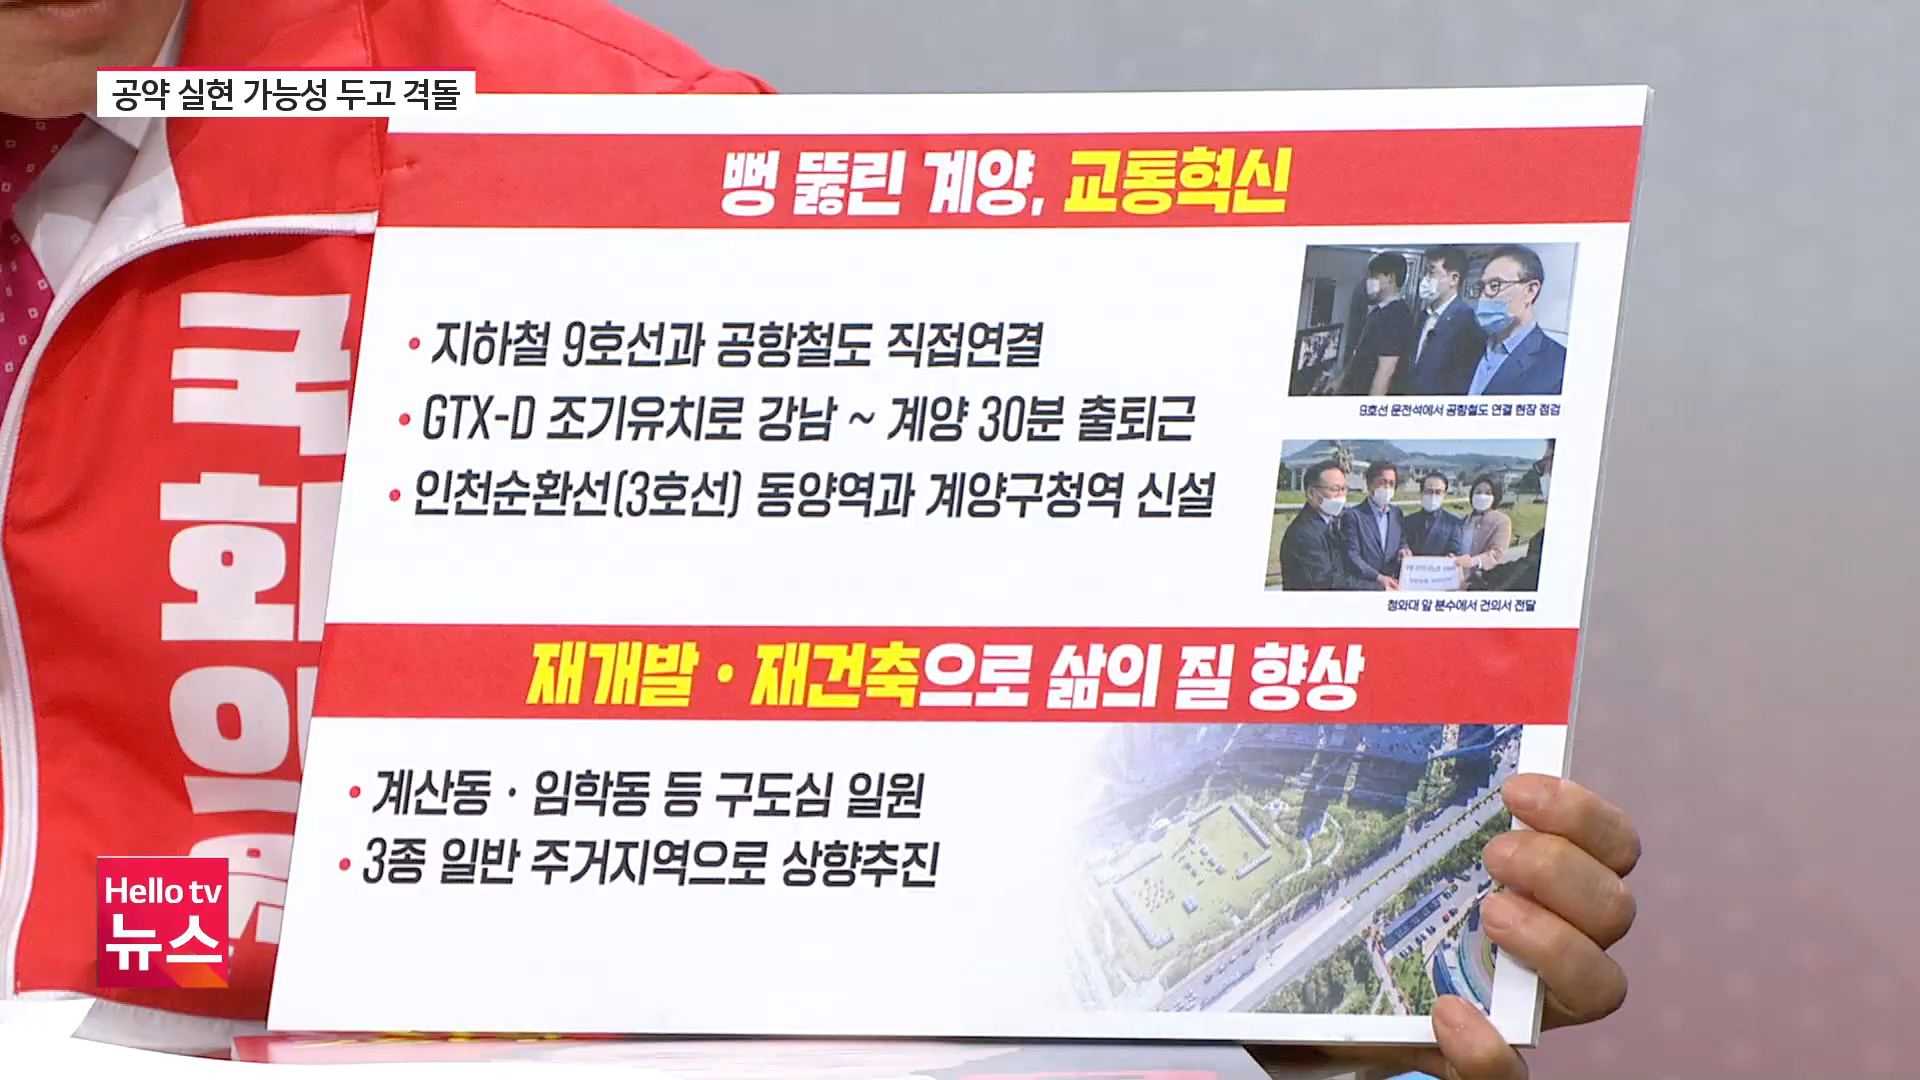 공약 실현 가능성 두고 격돌
뻥 뚫린 계양, 교통혁신
• 지하철 9호선과 공항철도 직접연결
• GTX-D 조기유치로 강남 ~ 계양 30분 출퇴근
• 인천순환선(3호선) 동양역과 계양구청역 신설
9호선 운전석에서 공항철도 연결 현장 점검
청와대 앞 분수에서 건의서 전달
재개발 · 재건축으로 삶의 질 향상
• 계산동 · 임학동 등 구도심 일원
• 3종 일반 주거지역으로 상향추진
Hello tv
뉴스